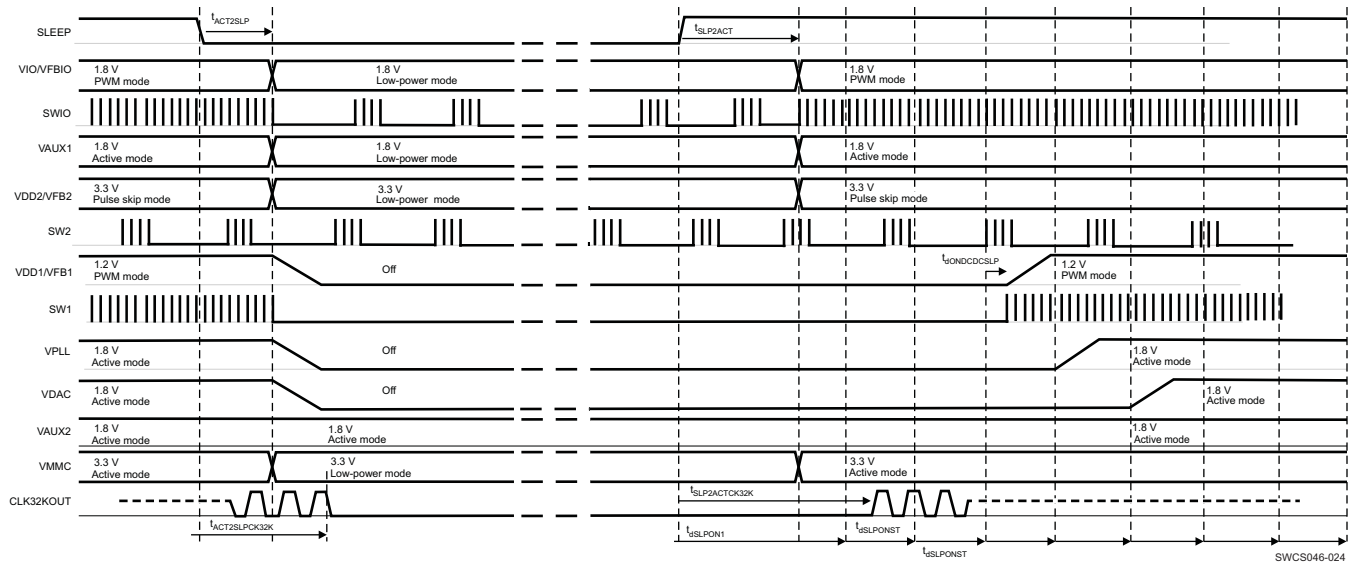 SLEEP
tACT2SLP
tSLP2ACT
VIO/VFBIO
1.8 V
PWM mode
1.8 V
Low-power mode
1.8 V
PWM mode
SWIO
VAUX1
1.8 V
Active mode
1.8 V
Low-power mode
1.8 V
Active mode
VDD2/VFB2
3.3 V
Pulse skip mode
3.3 V
Low-power mode
3.3 V
Pulse skip mode
SW2
VDD1/VFB1
1.2 V
PWM mode
Off
tdONDCDCSLP
1.2 V
PWM mode
SW1
VPLL
1.8 V
Active mode
Off
1.8 V
Active mode
VDAC
1.8 V
Active mode
Off
1.8 V
Active mode
VAUX2
1.8 V
Active mode
1.8 V
Active mode
1.8 V
Active mode
VMMC
3.3 V
Active mode
3.3 V
Low-power mode
3.3 V
Active mode
CLK32KOUT
tSLP2ACTCK32K
tACT2SLPCK32K
tdSLPON1
tdSLPONST
tdSLPONST
SWCS046-024